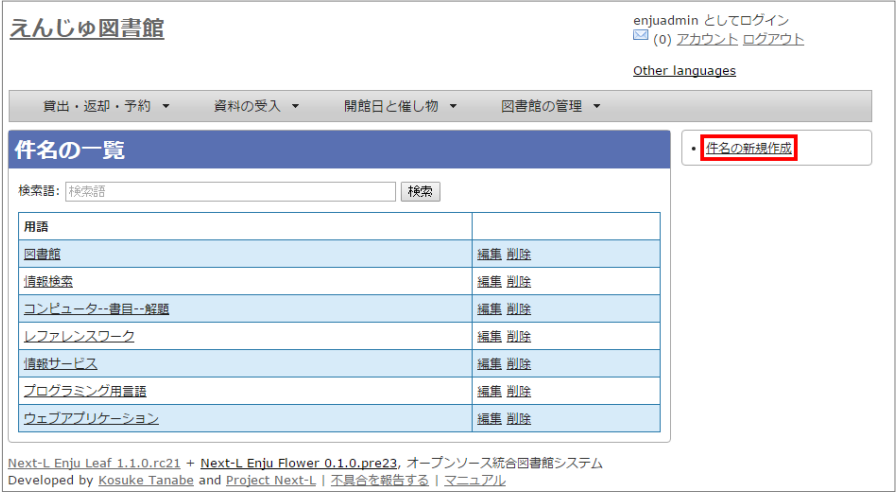 えんじゅ図書館
enjuadmin としてログイン
(0) アカウント ログアウト
Other languages
貸出・返却・予約 ▼ 資料の受入 ▼ 開館日と催し物 ▼ 図書館の管理 ▼
件名の一覧
• 件名の新規作成
検索語: 検索語 検索
用語
図書館 編集 削除
情報検索 編集 削除
コンピュータ--書目--解題 編集 削除
レファレンスワーク 編集 削除
情報サービス 編集 削除
プログラミング用言語 編集 削除
ウェブアプリケーション 編集 削除
Next-L Enju Leaf 1.1.0.rc21 + Next-L Enju Flower 0.1.0.pre23, オープンソース統合図書館システム
Developed by Kosuke Tanabe and Project Next-L | 不具合を報告する | マニュアル